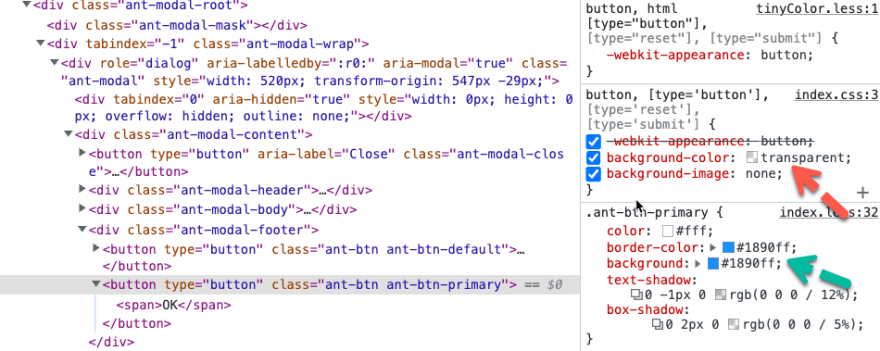 <div class="ant-modal-root">
<div class="ant-modal-mask"></div>
<div tabindex="-1" class="ant-modal-wrap">
<div role="dialog" aria-labelledby=":r0:" aria-modal="true" class=
"ant-modal" style="width: 520px; transform-origin: 547px -29px;">
<div tabindex="0" aria-hidden="true" style="width: 0px; height: 0
px; overflow: hidden; outline: none;"></div>
<div class="ant-modal-content">
<button type="button" aria-label="Close" class="ant-modal-clos
e">…</button>
<div class="ant-modal-header">…</div>
<div class="ant-modal-body">…</div>
<div class="ant-modal-footer">
<button type="button" class="ant-btn ant-btn-default">…
</button>
<button type="button" class="ant-btn ant-btn-primary"> == $0
<span>OK</span>
</button>
</div>
button, html tinyColor.less:1
[type="button"],
[type="reset"], [type="submit"] {
-webkit-appearance: button;
}
button, [type='button'], index.css:3
[type='reset'],
[type='submit'] {
-webkit-appearance: button;
background-color: transparent;
background-image: none;
}
.ant-btn-primary { index.less:32
color: #fff;
border-color: #1890ff;
background: #1890ff;
text-shadow:
0 -1px 0 rgb(0 0 0 / 12%);
box-shadow:
0 2px 0 rgb(0 0 0 / 5%);
}